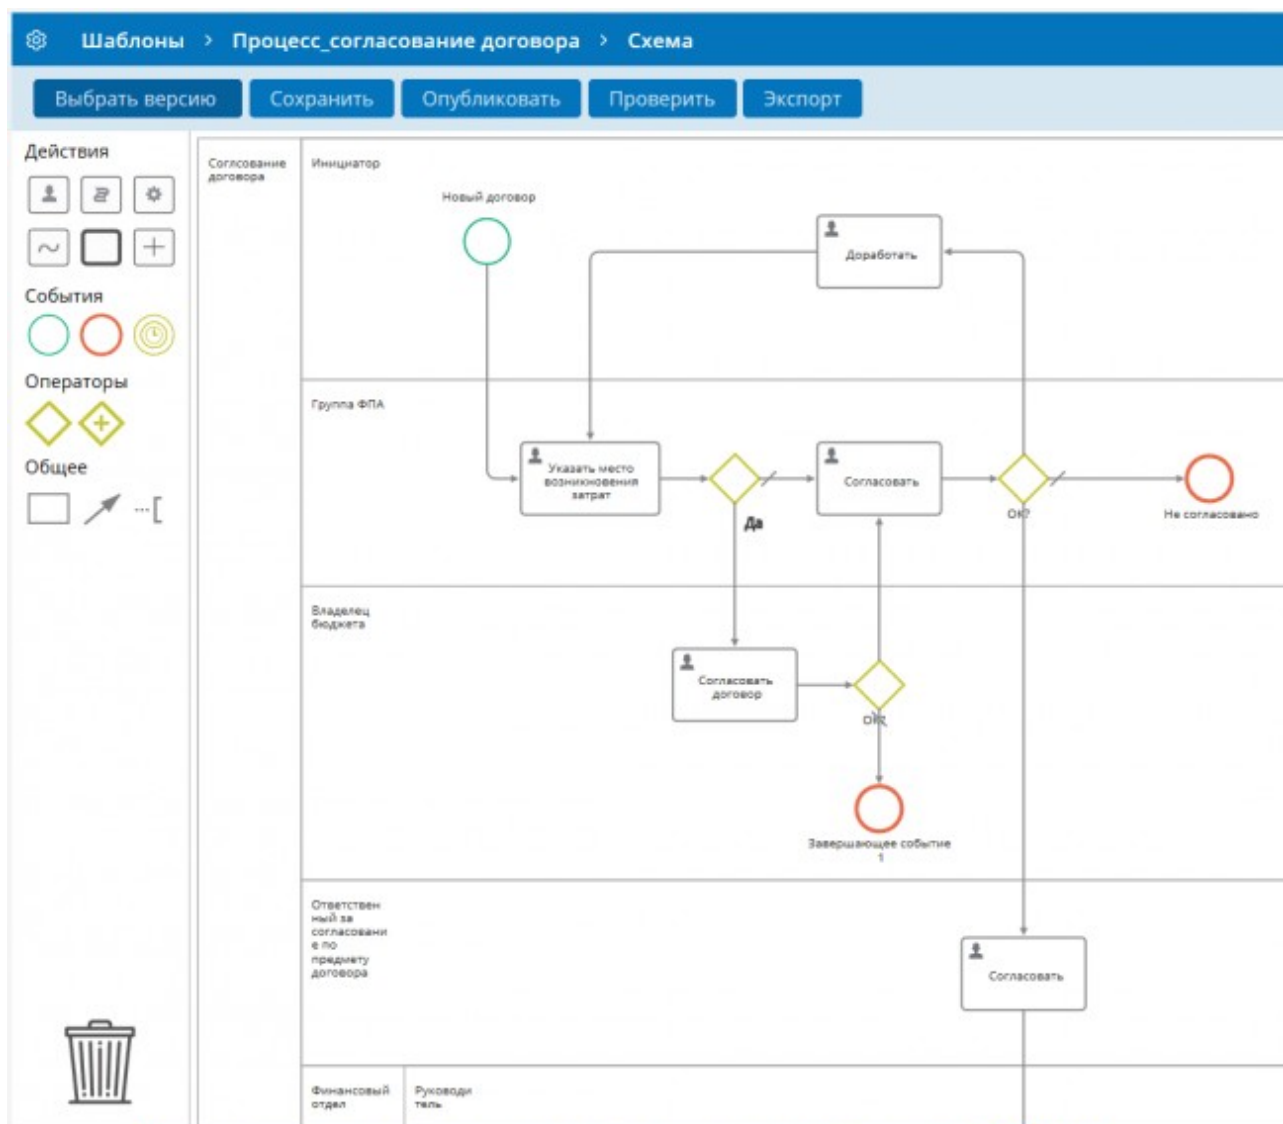 Шаблоны > Процесс_согласование договора > Схема
Выбрать версию Сохранить Опубликовать Проверить Экспорт
Действия
События
Операторы
Общее
Соглсование
договора
Инициатор
Новый договор
Доработать
Группа ФПА
Указать место
возникновения
затрат
Да
Согласовать
ОК?
Не согласовано
Владелец
бюджета
Согласовать
договор
ОК?
Завершающее событие
1
Ответствен
ный за
согласовани
е по
предмету
договора
Согласовать
Финансовый
отдел
Руководи
тель